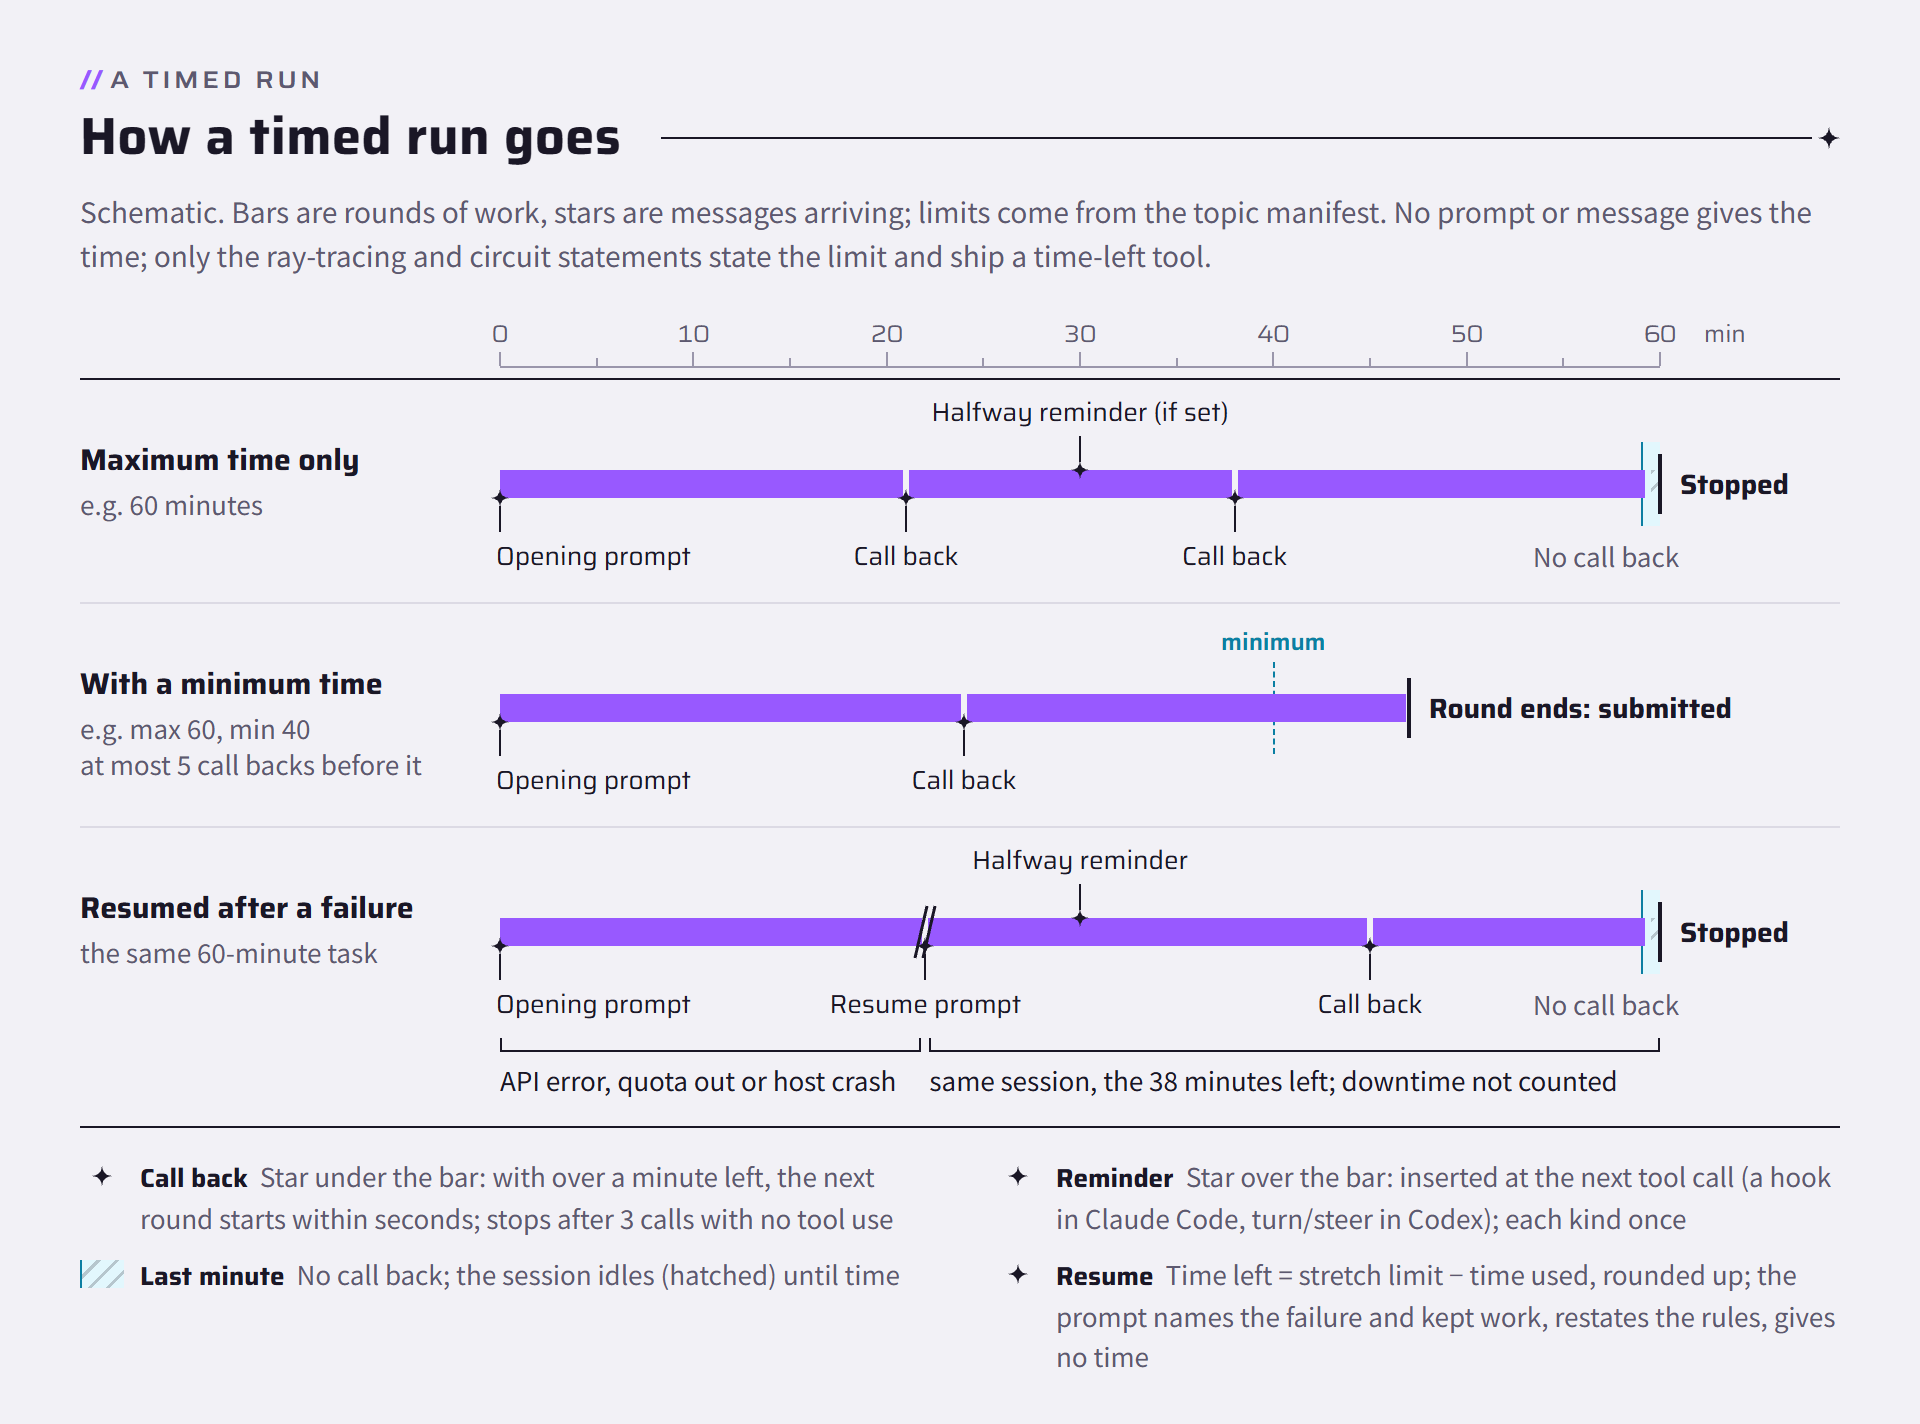 // A TIMED RUN
How a timed run goes
Schematic. Bars are rounds of work, stars are messages arriving; limits come from the topic manifest. No prompt or message gives the
time; only the ray-tracing and circuit statements state the limit and ship a time-left tool.
0 10 20 30 40 50 60 min
Halfway reminder (if set)
Maximum time only
e.g. 60 minutes
Stopped
Opening prompt
Call back
Call back
No call back
minimum
With a minimum time
e.g. max 60, min 40
at most 5 call backs before it
Round ends: submitted
Opening prompt
Call back
Halfway reminder
Resumed after a failure
the same 60-minute task
Stopped
Opening prompt
Resume prompt
Call back
No call back
API error, quota out or host crash
same session, the 38 minutes left; downtime not counted
Call back Star under the bar: with over a minute left, the next
round starts within seconds; stops after 3 calls with no tool use
Last minute No call back; the session idles (hatched) until time
Reminder Star over the bar: inserted at the next tool call (a hook
in Claude Code, turn/steer in Codex); each kind once
Resume Time left = stretch limit − time used, rounded up; the
prompt names the failure and kept work, restates the rules, gives
no time